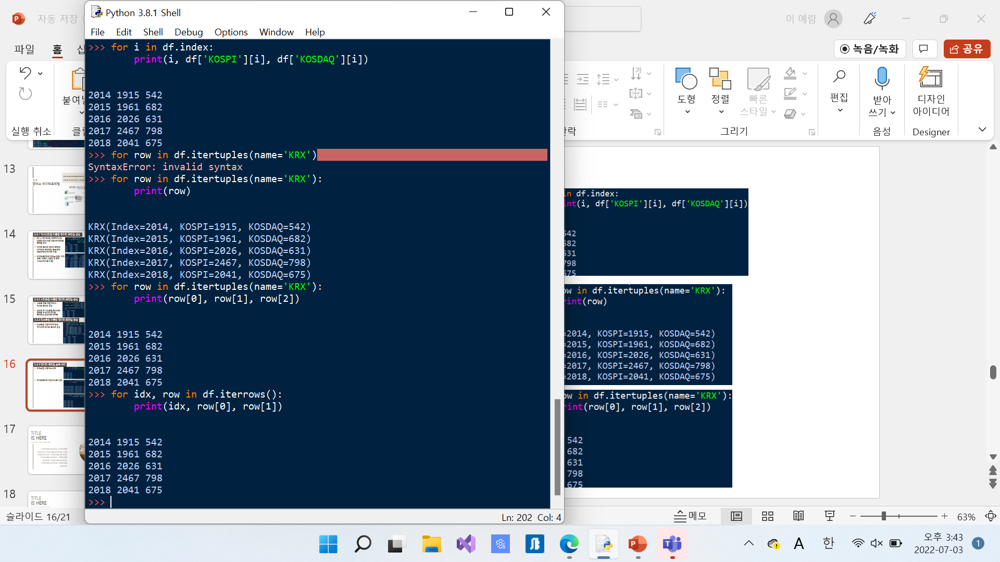 Python 3.8.1 Shell
File Edit Shell Debug Options Window Help
>>> for i in df.index:
print(i, df['KOSPI'][i], df['KOSDAQ'][i])
2014 1915 542
2015 1961 682
2016 2026 631
2017 2467 798
2018 2041 675
>>> for row in df.itertuples(name='KRX')
SyntaxError: invalid syntax
>>> for row in df.itertuples(name='KRX'):
print(row)
KRX(Index=2014, KOSPI=1915, KOSDAQ=542)
KRX(Index=2015, KOSPI=1961, KOSDAQ=682)
KRX(Index=2016, KOSPI=2026, KOSDAQ=631)
KRX(Index=2017, KOSPI=2467, KOSDAQ=798)
KRX(Index=2018, KOSPI=2041, KOSDAQ=675)
>>> for row in df.itertuples(name='KRX'):
print(row[0], row[1], row[2])
2014 1915 542
2015 1961 682
2016 2026 631
2017 2467 798
2018 2041 675
>>> for idx, row in df.iterrows():
print(idx, row[0], row[1])
2014 1915 542
2015 1961 682
2016 2026 631
2017 2467 798
2018 2041 675
>>>
Ln: 202 Col: 4
자동 저장
이 예람
파일 홈
녹음/녹화
공유
실행 취소
도형
정렬
빠른
스타일
그리기
편집
받아
쓰기
음성
디자인
아이디어
Designer
13
14
15
16
17
TITLE
IS HERE
18
TITLE
IS HERE
in df.index:
int(i, df['KOSPI'][i], df['KOSDAQ'][i])
542
682
631
798
675
ow in df.itertuples(name='KRX'):
rint(row)
=2014, KOSPI=1915, KOSDAQ=542)
=2015, KOSPI=1961, KOSDAQ=682)
=2016, KOSPI=2026, KOSDAQ=631)
=2017, KOSPI=2467, KOSDAQ=798)
=2018, KOSPI=2041, KOSDAQ=675)
ow in df.itertuples(name='KRX'):
rint(row[0], row[1], row[2])
542
682
631
798
675
슬라이드 16/21
메모
63%
A
한
오후 3:43
2022-07-03
1